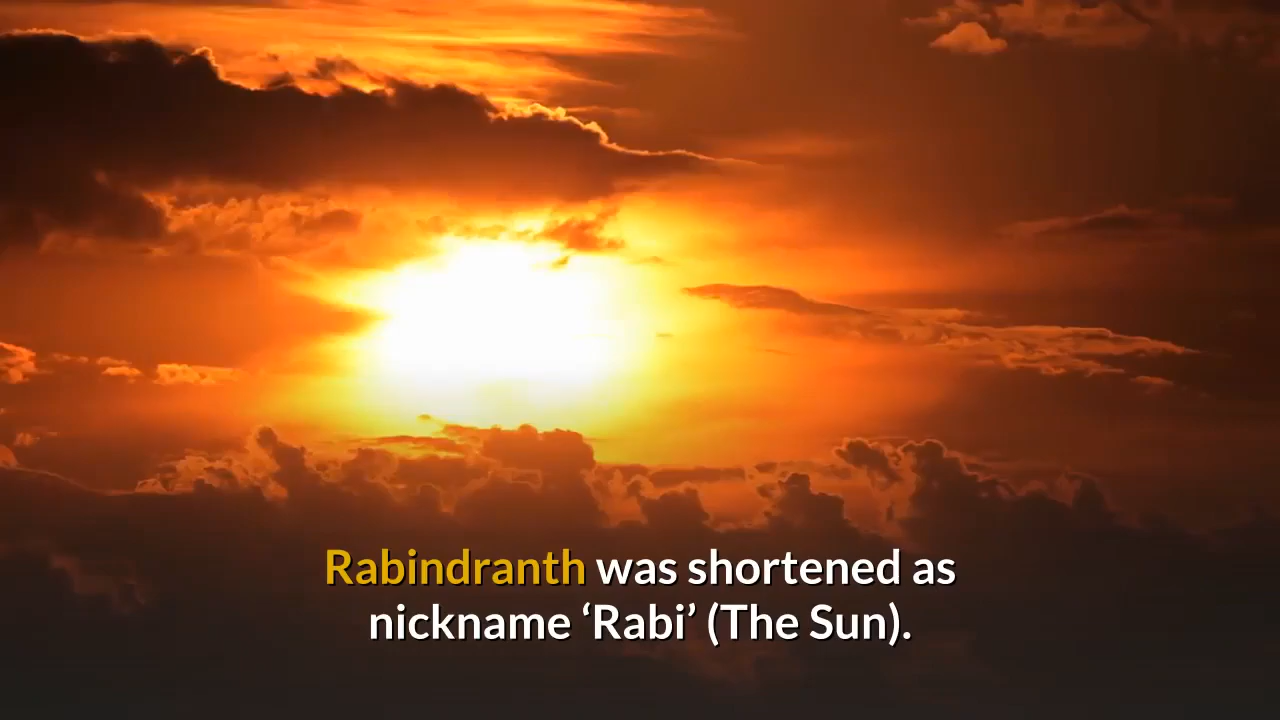 Rabindranth was shortened as
nickname ‘Rabi’ (The Sun).